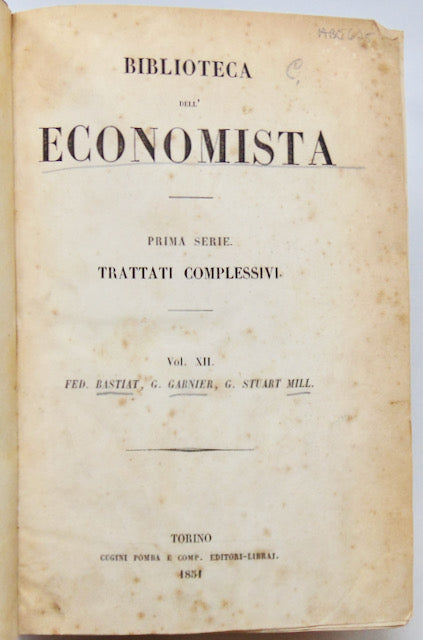 BIBLIOTECA
DELL'
ECONOMISTA
PRIMA SERIE.
TRATTATI COMPLESSIVI.
Vol. XII.
FED. BASTIAT, G. GARNIER, G. STUART MILL.
TORINO
CUGINI POMBA E COMP. EDITORI-LIBRAI.
1851